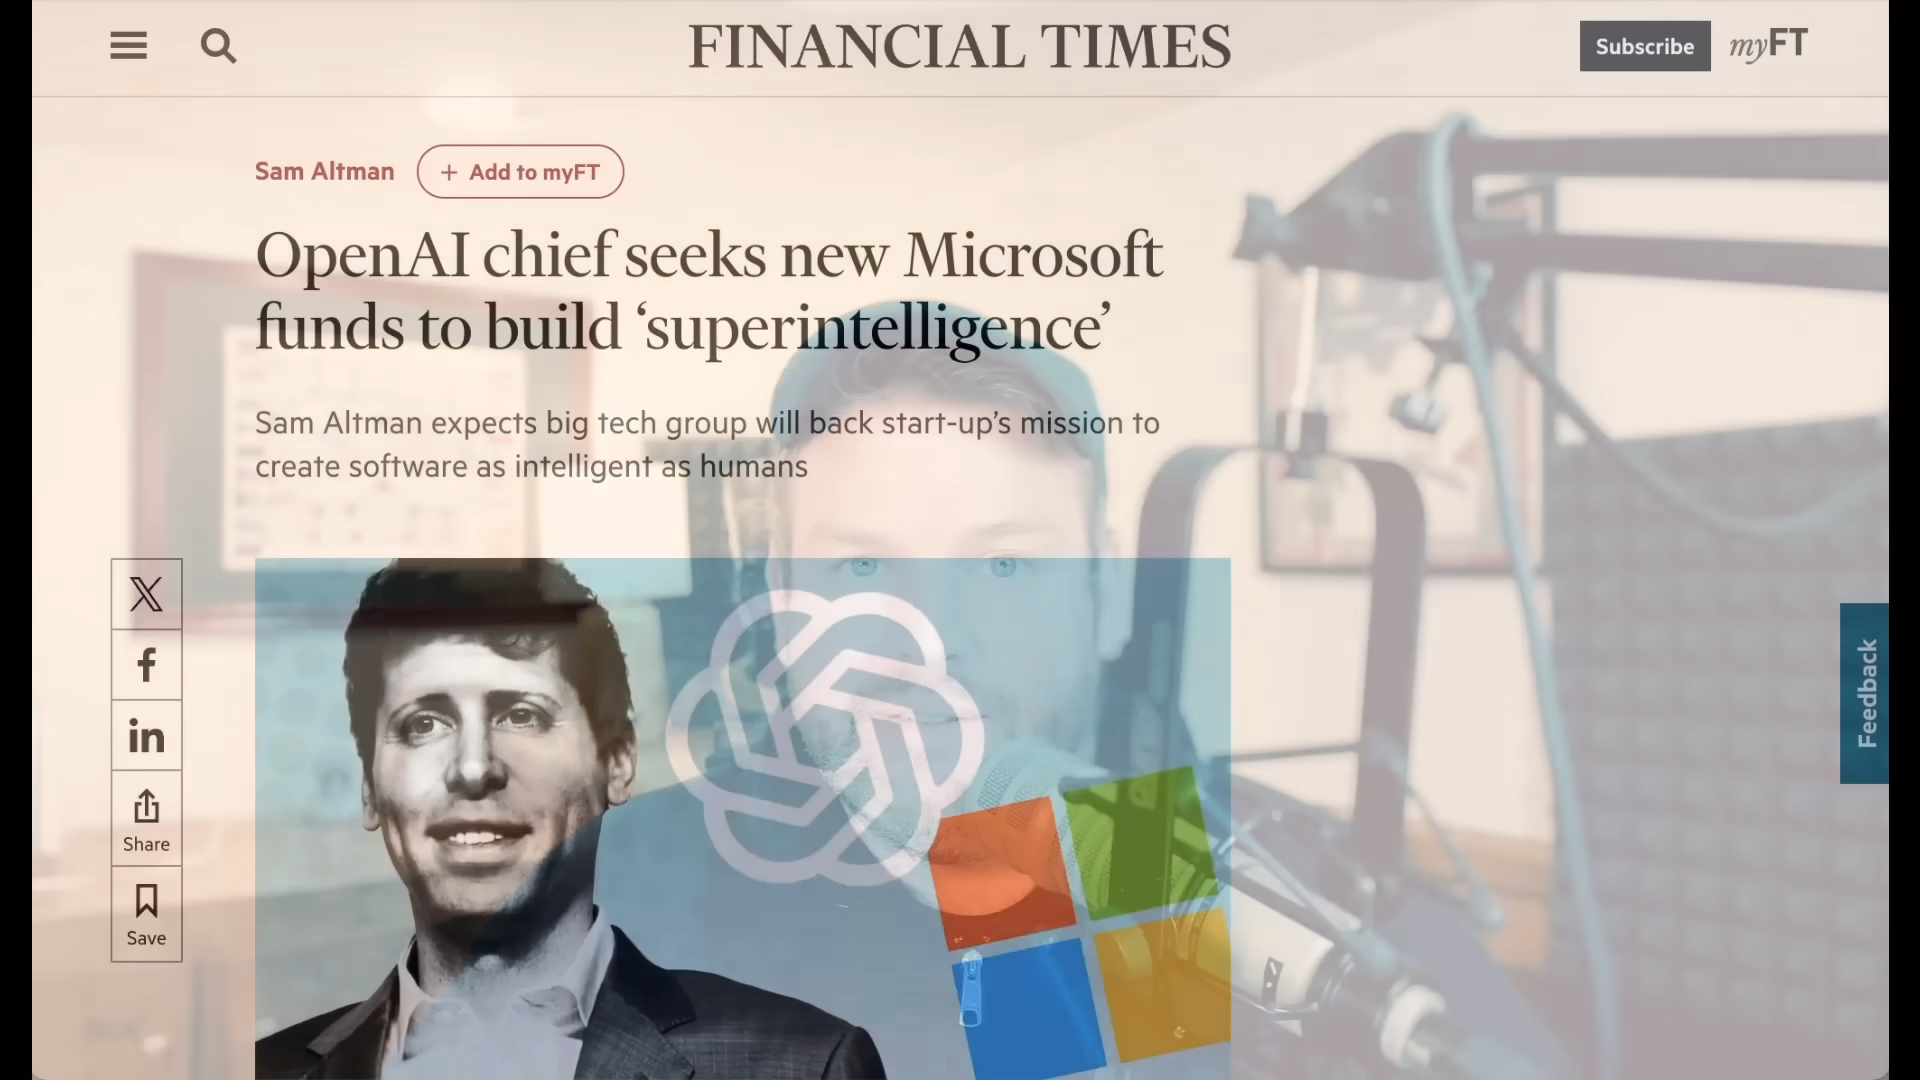 FINANCIAL TIMES
Subscribe
myFT
Sam Altman
+ Add to myFT
OpenAI chief seeks new Microsoft
funds to build ‘superintelligence’
Sam Altman expects big tech group will back start-up’s mission to
create software as intelligent as humans
X
f
in
Share
Save
Feedback